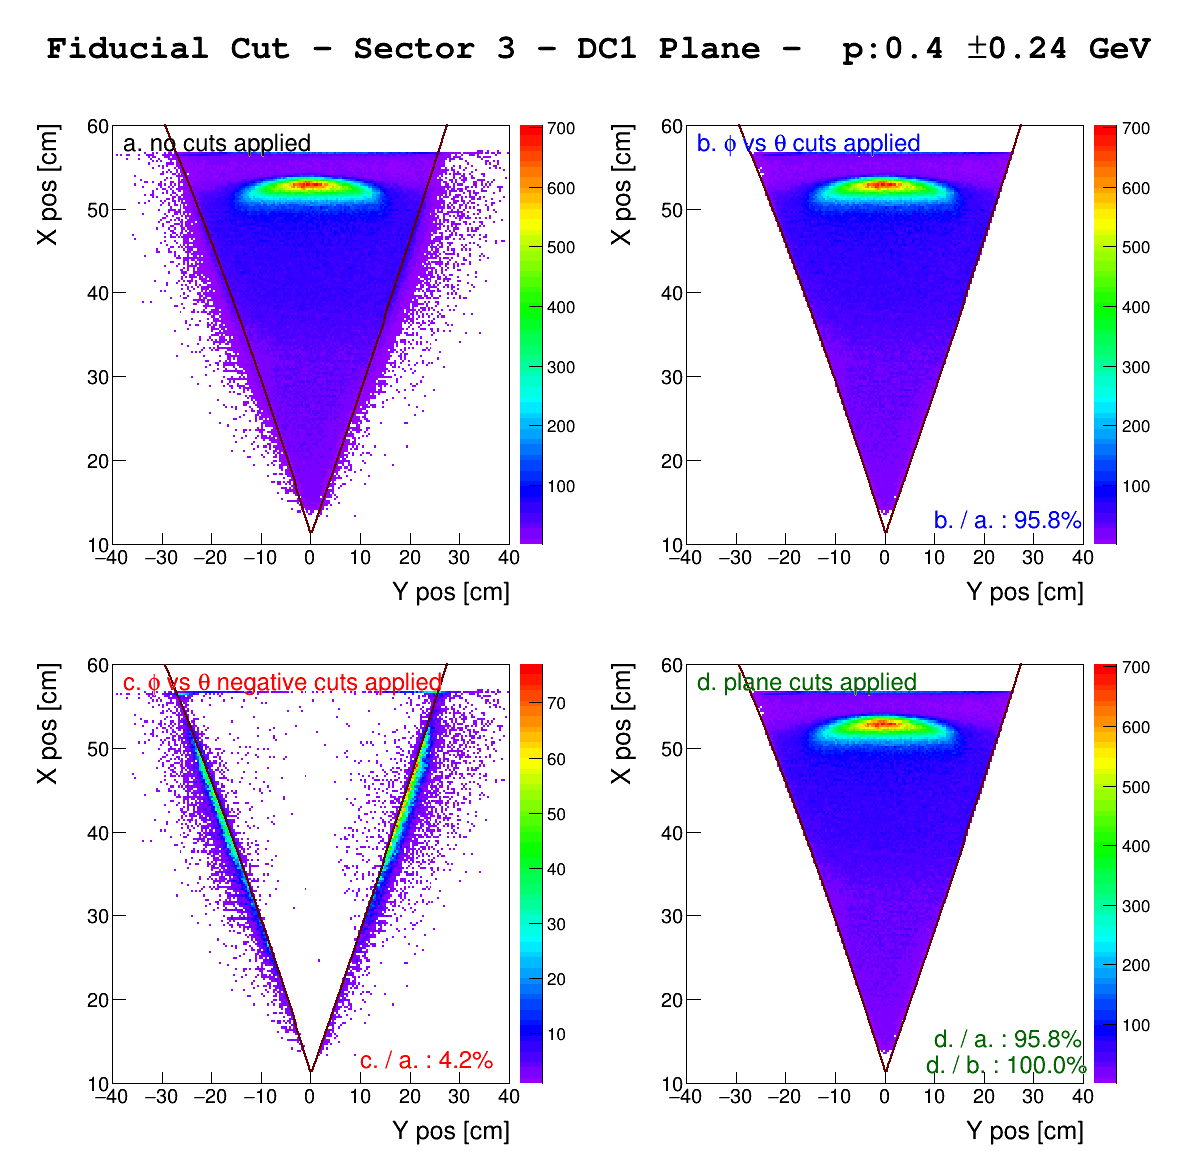 Fiducial Cut – Sector 3 – DC1 Plane – p:0.4 ±0.24 GeV
a. no cuts applied
X pos [cm]
60
50
40
30
20
10
−40 −30 −20 −10 0 10 20 30 40
Y pos [cm]
700
600
500
400
300
200
100
b. ϕ vs θ cuts applied
X pos [cm]
60
50
40
30
20
10
b. / a. : 95.8%
−40 −30 −20 −10 0 10 20 30 40
Y pos [cm]
700
600
500
400
300
200
100
c. ϕ vs θ negative cuts applied
X pos [cm]
60
50
40
30
20
10
c. / a. : 4.2%
−40 −30 −20 −10 0 10 20 30 40
Y pos [cm]
70
60
50
40
30
20
10
d. plane cuts applied
X pos [cm]
60
50
40
30
20
10
d. / a. : 95.8%
d. / b. : 100.0%
−40 −30 −20 −10 0 10 20 30 40
Y pos [cm]
700
600
500
400
300
200
100